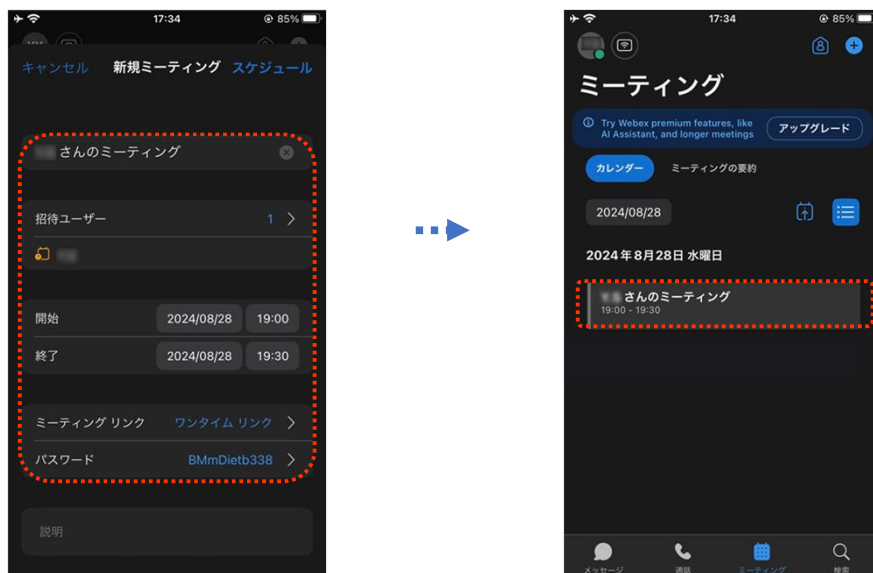 17:34
85%
キャンセル 新規ミーティング スケジュール
さんのミーティング
招待ユーザー 1
開始 2024/08/28 19:00
終了 2024/08/28 19:30
ミーティング リンク ワンタイム リンク
パスワード BMmDietb338
説明
17:34
85%
ミーティング
Try Webex premium features, like
AI Assistant, and longer meetings
アップグレード
カレンダー ミーティングの要約
2024/08/28
2024年8月28日 水曜日
さんのミーティング
19:00 - 19:30
メッセージ 通話 ミーティング 検索